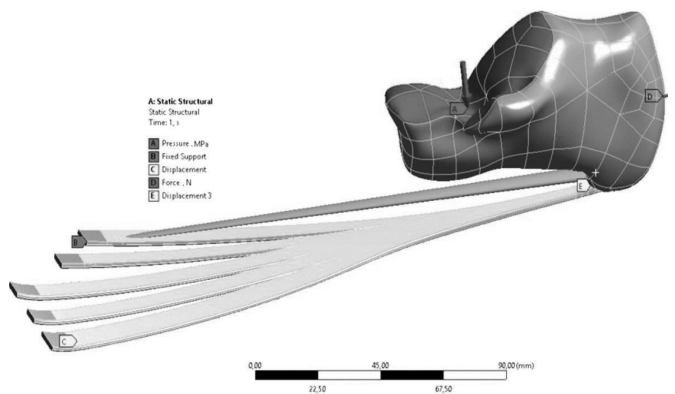 A: Static Structural
Static Structural
Time: 1, s
A Pressure, MPa
B Fixed Support
C Displacement
D Force, N
E Displacement 3
A
D
E
B
C
0,00 45,00 90,00 (mm)
22,50 67,50